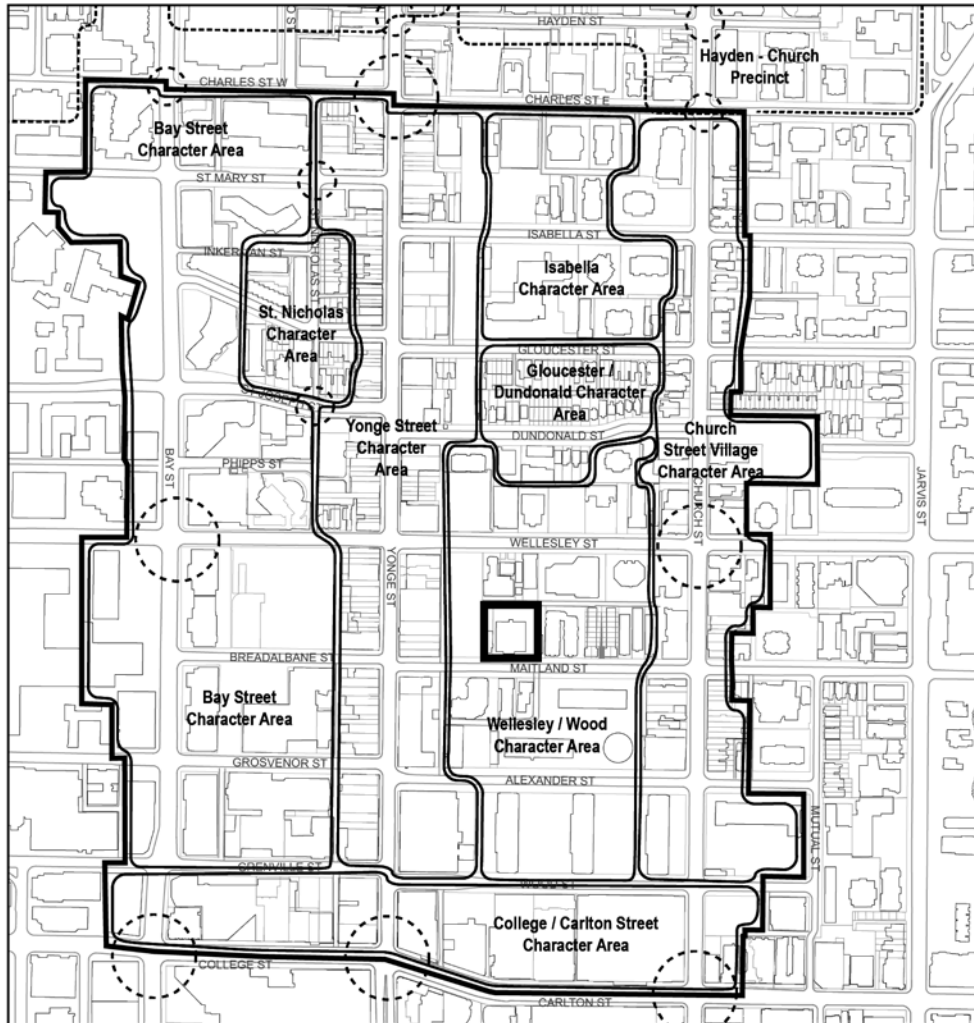 HAYDEN ST
Hayden - Church
Precinct
CHARLES ST W
CHARLES ST E
Bay Street
Character Area
ST MARY ST
ISABELLA ST
INKERMAN ST
Isabella
Character Area
St. Nicholas
Character
Area
GLOUCESTER ST
Gloucester /
Dundonald Character
Area
Yonge Street
Character
Area
DUNDONALD ST
Church
Street Village
Character Area
BAY ST
PHIPPS ST
CHURCH ST
JARVIS ST
WELLESLEY ST
YONGE ST
BREADALBANE ST
MAITLAND ST
Bay Street
Character Area
Wellesley / Wood
Character Area
GROSVENOR ST
ALEXANDER ST
MUTUAL ST
GRENVILLE ST
WOOD ST
College / Carlton Street
Character Area
COLLEGE ST
CARLTON ST